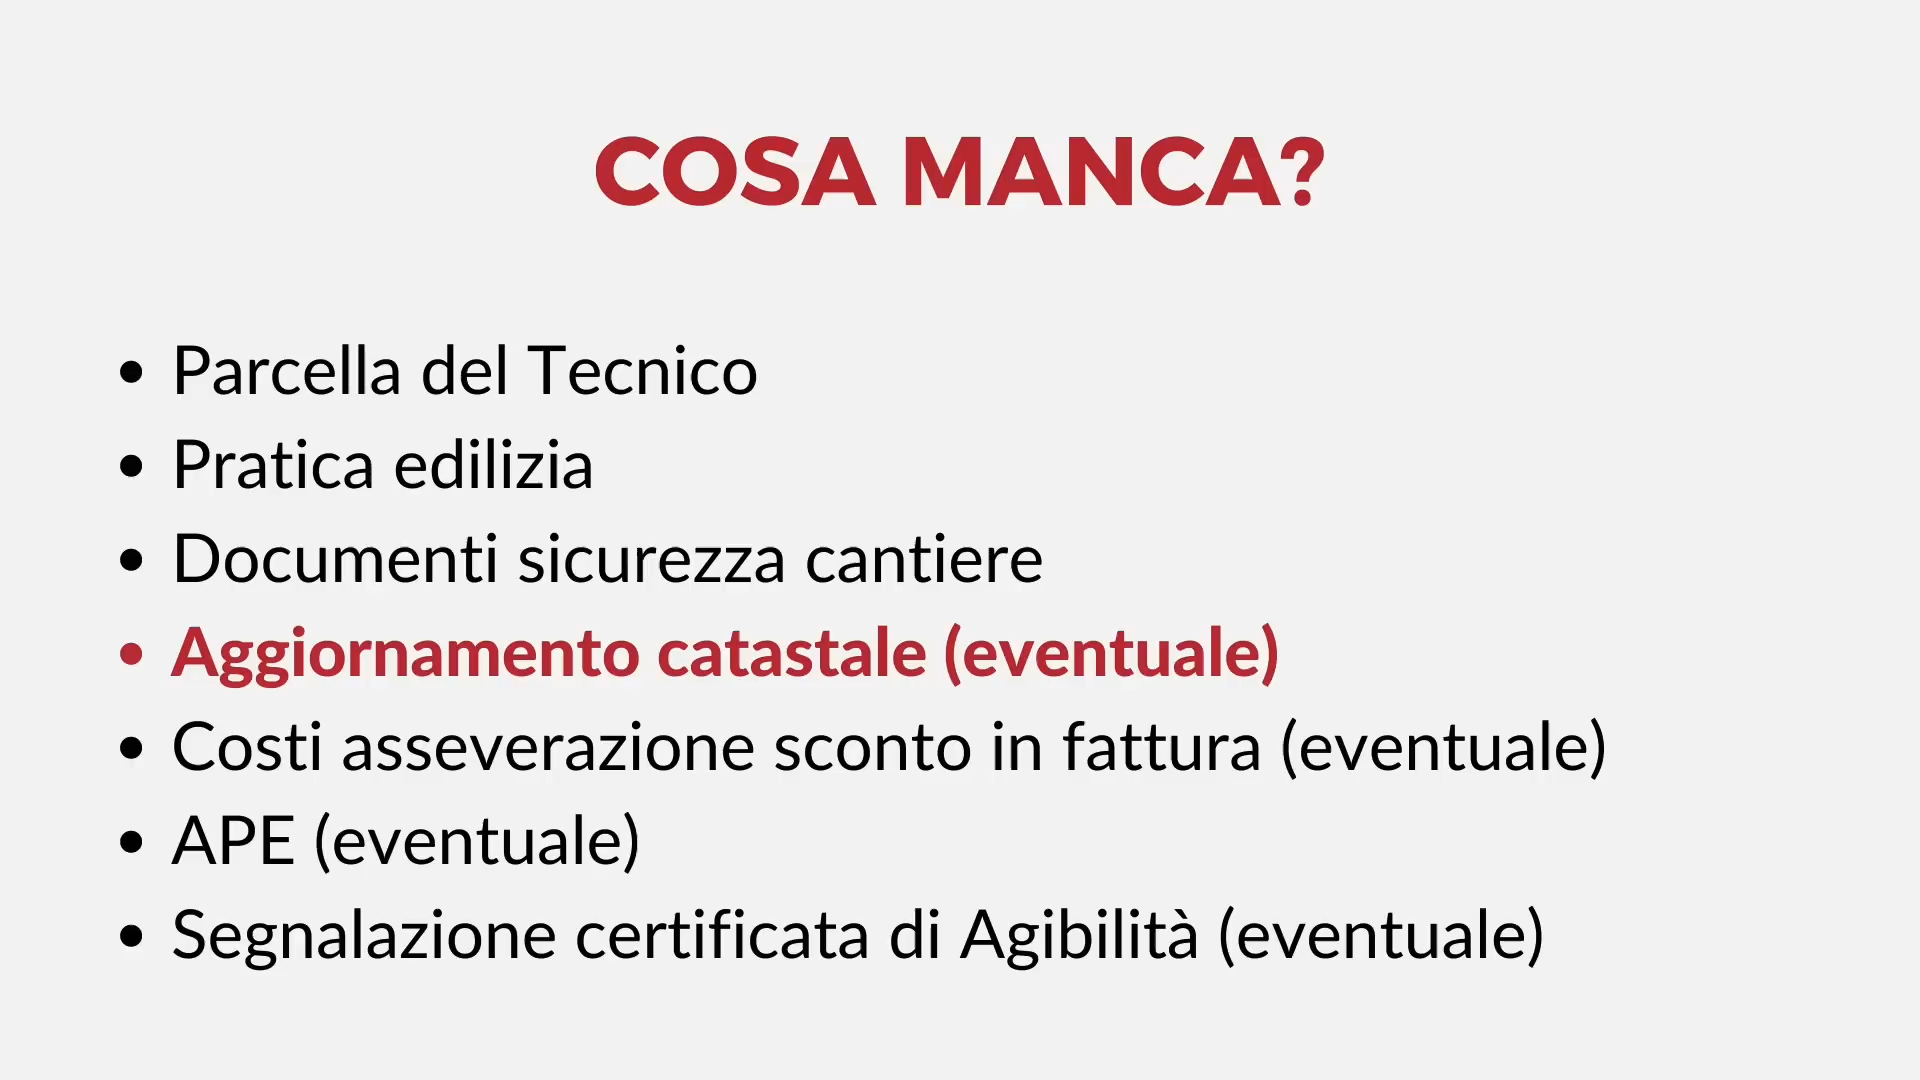 COSA MANCA?
• Parcella del Tecnico
• Pratica edilizia
• Documenti sicurezza cantiere
• Aggiornamento catastale (eventuale)
• Costi asseverazione sconto in fattura (eventuale)
• APE (eventuale)
• Segnalazione certificata di Agibilità (eventuale)